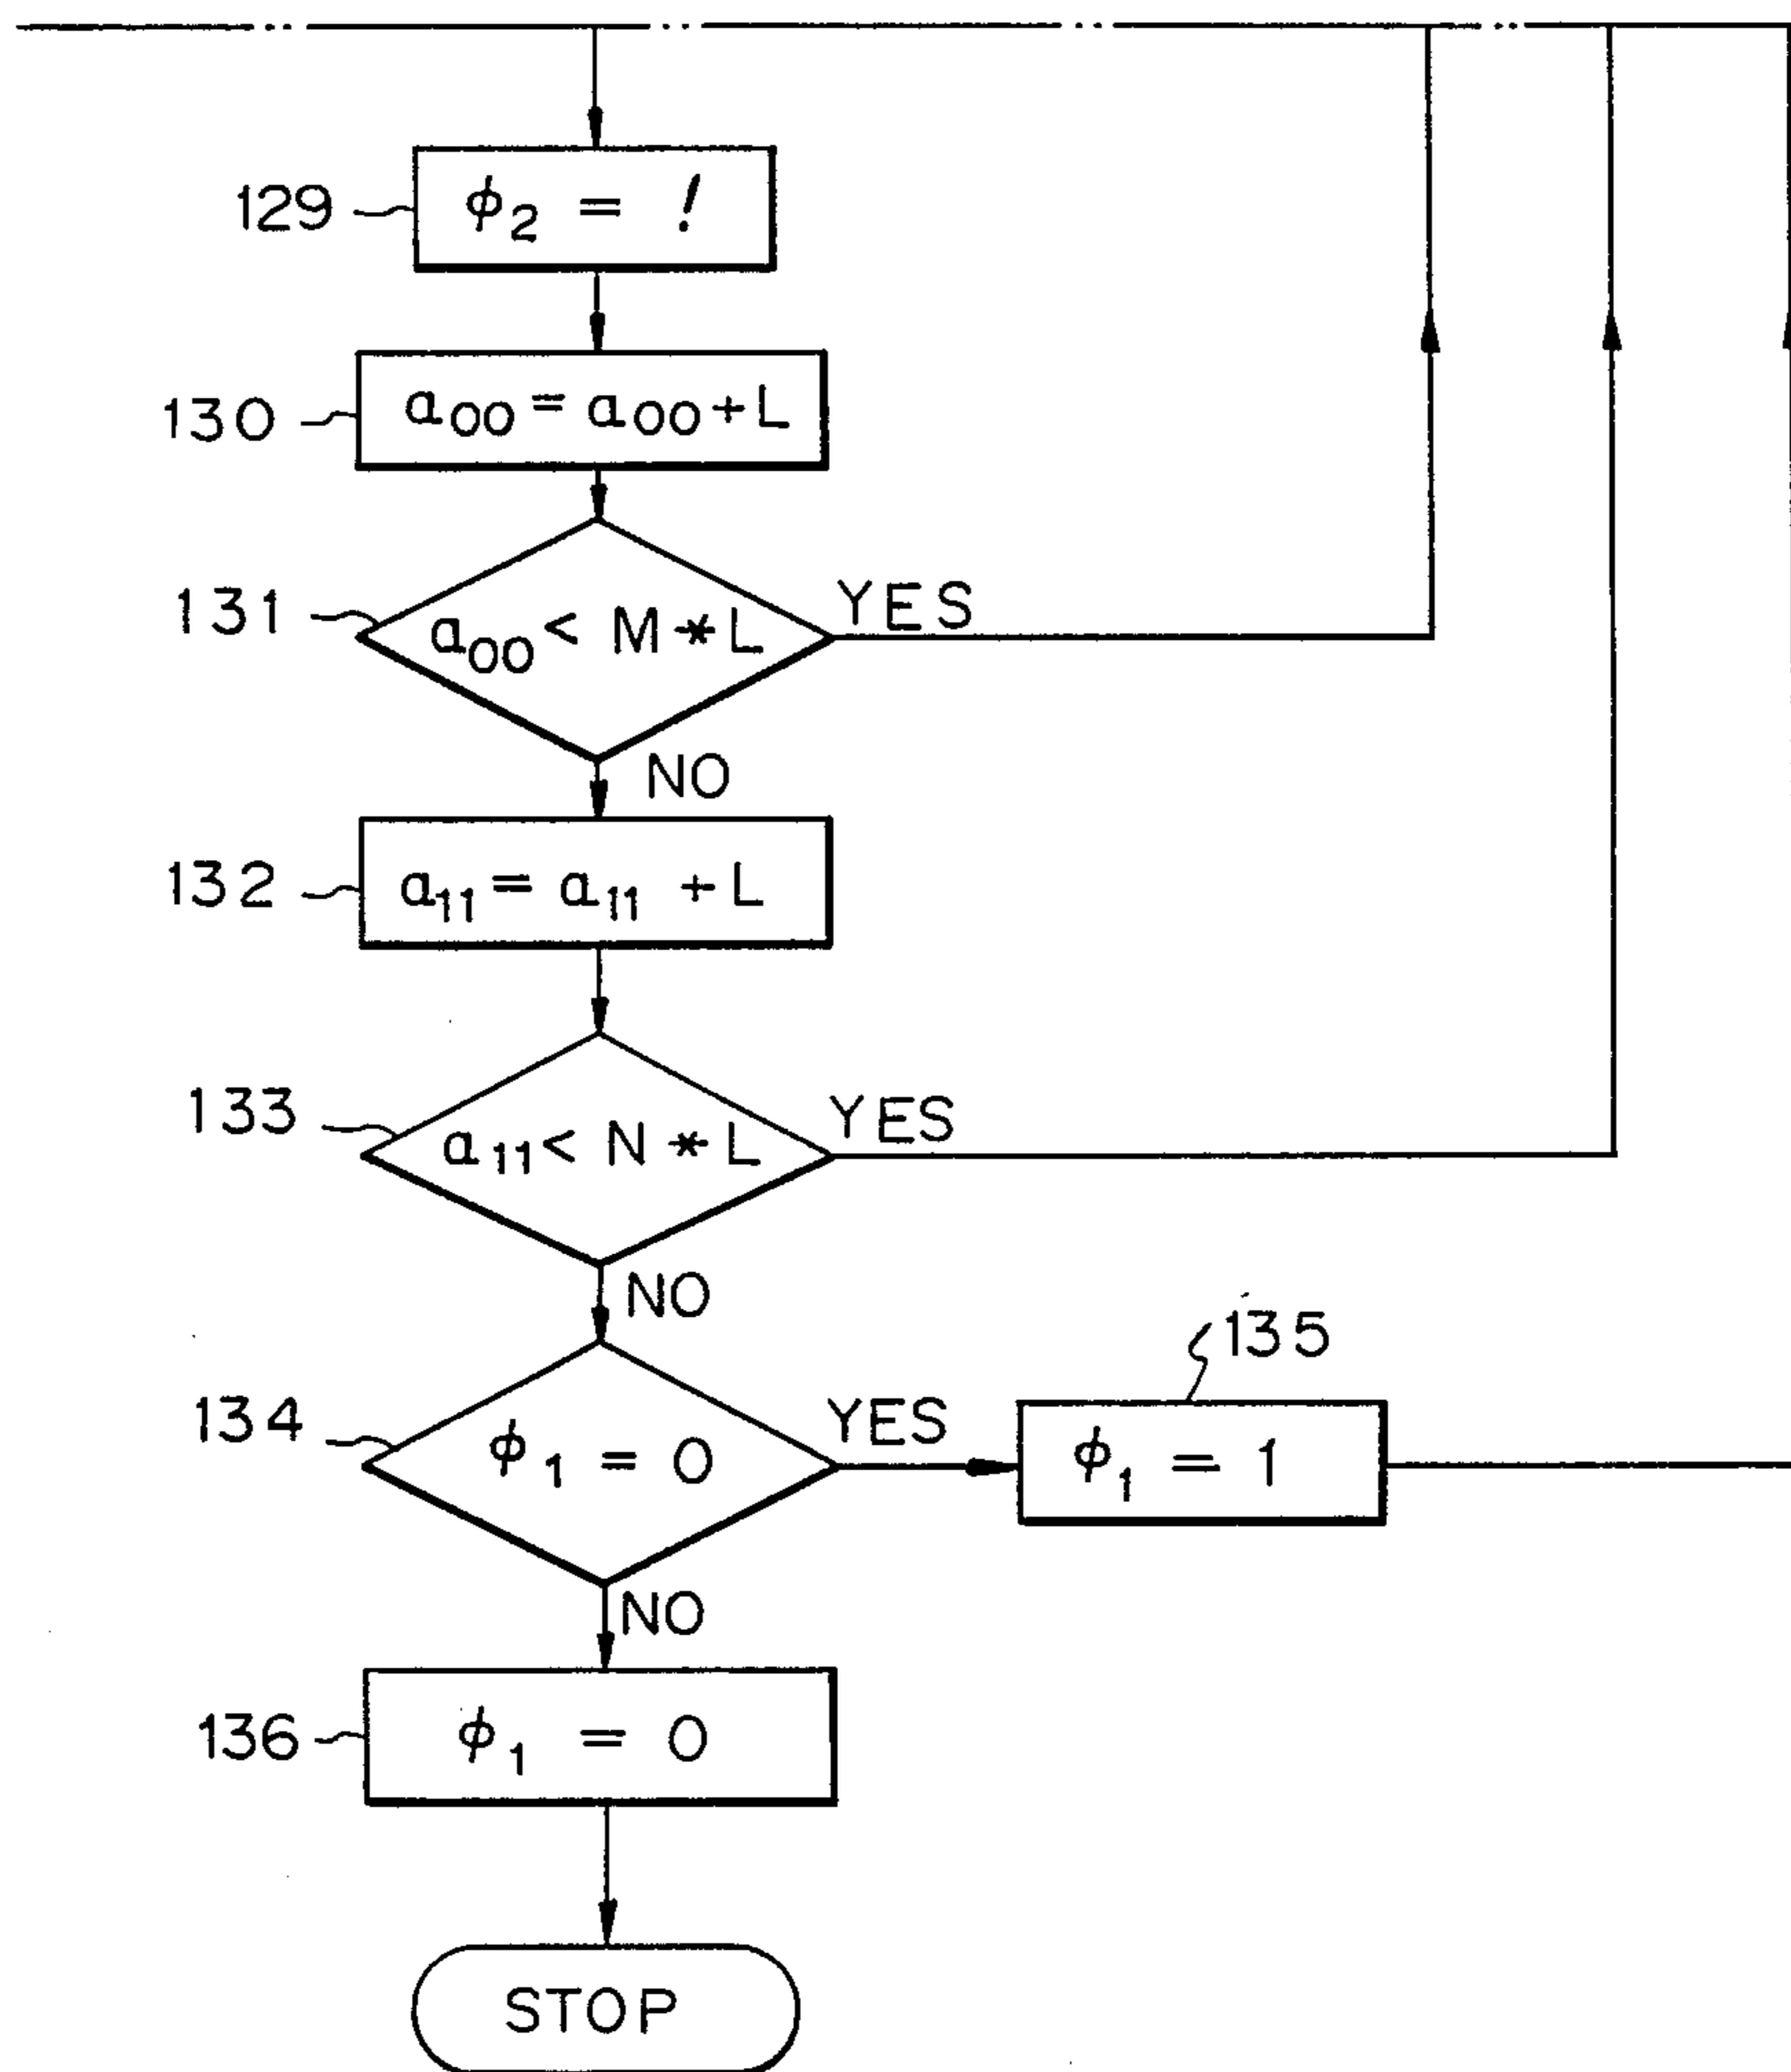 129
ϕ₂ = !
130
a₀₀ = a₀₀ + L
131
a₀₀ < M * L
YES
NO
132
a₁₁ = a₁₁ + L
133
a₁₁ < N * L
YES
NO
134
ϕ₁ = 0
YES
135
ϕ₁ = 1
NO
136
ϕ₁ = 0
STOP